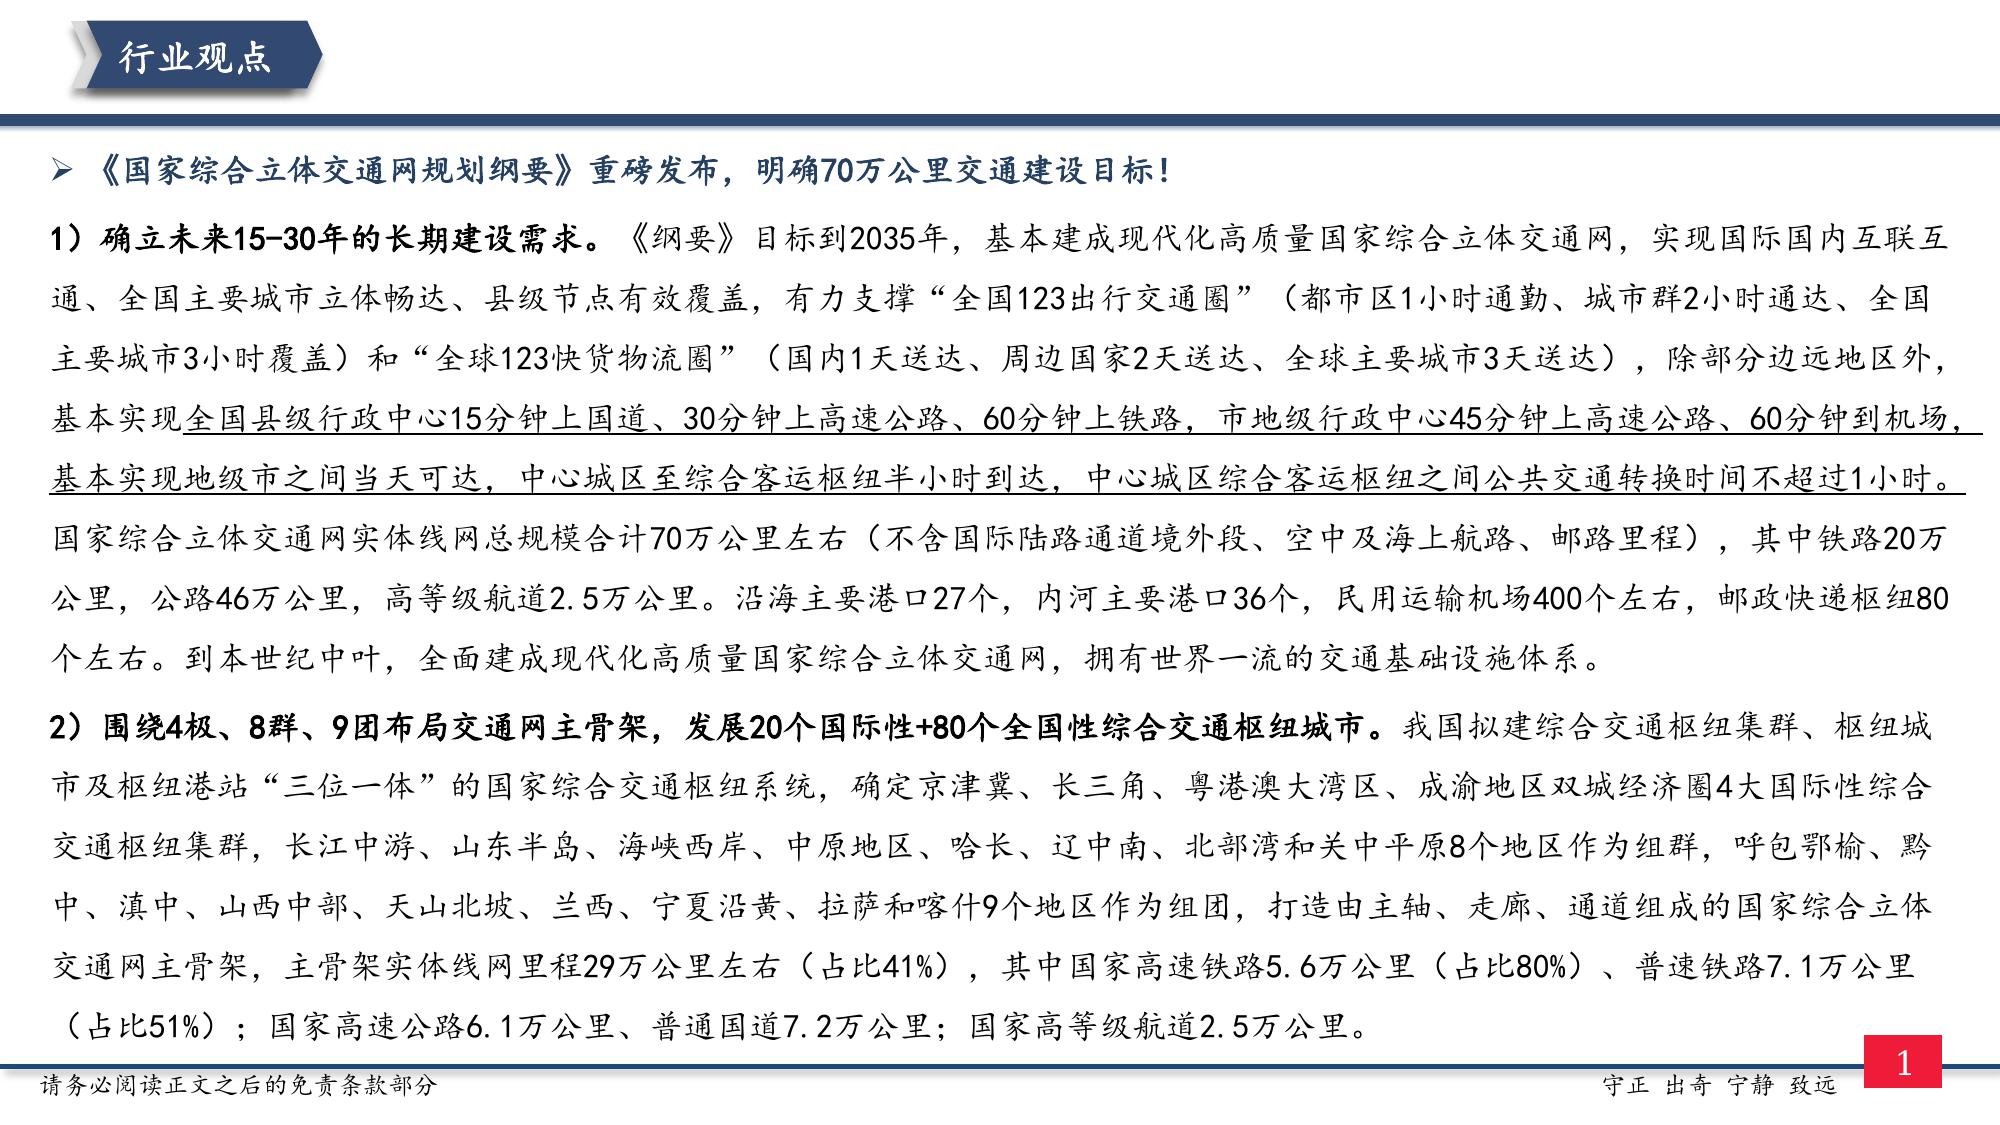 行业观点
➢ 《国家综合立体交通网规划纲要》重磅发布，明确70万公里交通建设目标！
1）确立未来15-30年的长期建设需求。《纲要》目标到2035年，基本建成现代化高质量国家综合立体交通网，实现国际国内互联互
通、全国主要城市立体畅达、县级节点有效覆盖，有力支撑“全国123出行交通圈”（都市区1小时通勤、城市群2小时通达、全国
主要城市3小时覆盖）和“全球123快货物流圈”（国内1天送达、周边国家2天送达、全球主要城市3天送达），除部分边远地区外，
基本实现全国县级行政中心15分钟上国道、30分钟上高速公路、60分钟上铁路，市地级行政中心45分钟上高速公路、60分钟到机场，
基本实现地级市之间当天可达，中心城区至综合客运枢纽半小时到达，中心城区综合客运枢纽之间公共交通转换时间不超过1小时。
国家综合立体交通网实体线网总规模合计70万公里左右（不含国际陆路通道境外段、空中及海上航路、邮路里程），其中铁路20万
公里，公路46万公里，高等级航道2.5万公里。沿海主要港口27个，内河主要港口36个，民用运输机场400个左右，邮政快递枢纽80
个左右。到本世纪中叶，全面建成现代化高质量国家综合立体交通网，拥有世界一流的交通基础设施体系。
2）围绕4极、8群、9团布局交通网主骨架，发展20个国际性+80个全国性综合交通枢纽城市。我国拟建综合交通枢纽集群、枢纽城
市及枢纽港站“三位一体”的国家综合交通枢纽系统，确定京津冀、长三角、粤港澳大湾区、成渝地区双城经济圈4大国际性综合
交通枢纽集群，长江中游、山东半岛、海峡西岸、中原地区、哈长、辽中南、北部湾和关中平原8个地区作为组群，呼包鄂榆、黔
中、滇中、山西中部、天山北坡、兰西、宁夏沿黄、拉萨和喀什9个地区作为组团，打造由主轴、走廊、通道组成的国家综合立体
交通网主骨架，主骨架实体线网里程29万公里左右（占比41%），其中国家高速铁路5.6万公里（占比80%）、普速铁路7.1万公里
（占比51%）；国家高速公路6.1万公里、普通国道7.2万公里；国家高等级航道2.5万公里。
请务必阅读正文之后的免责条款部分
守正 出奇 宁静 致远
1